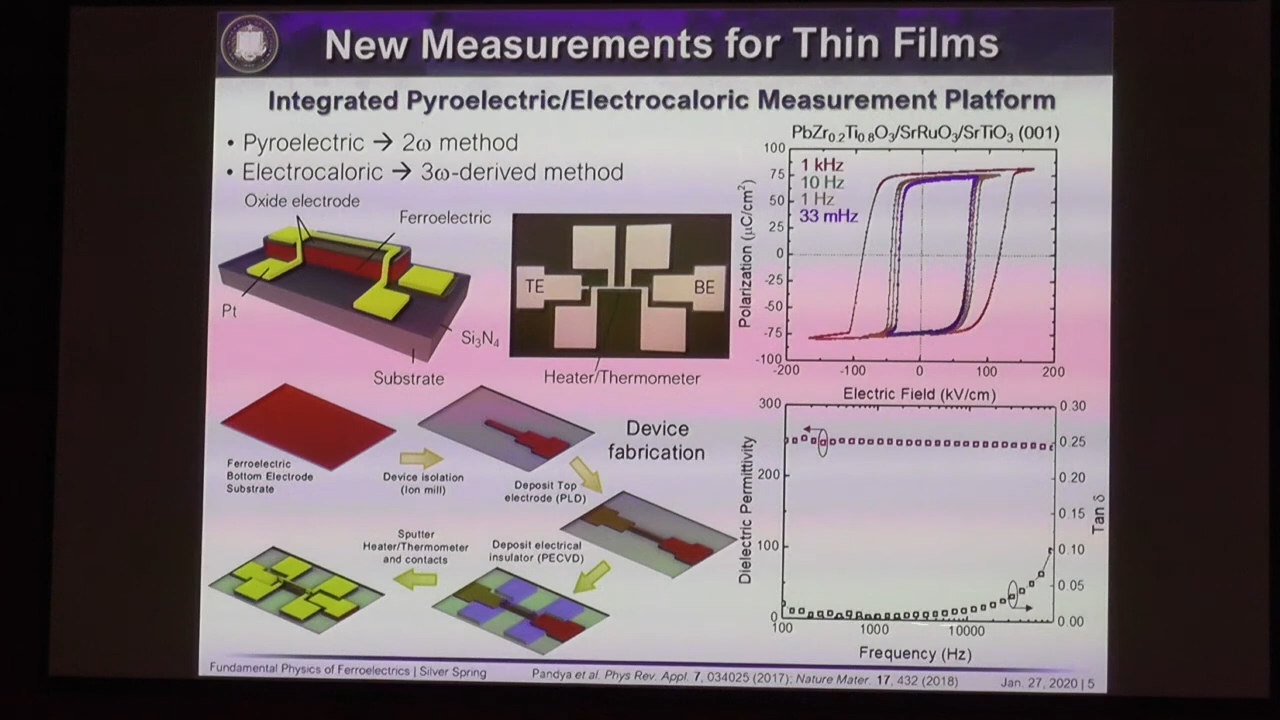 New Measurements for Thin Films
Integrated Pyroelectric/Electrocaloric Measurement Platform
• Pyroelectric → 2ω method
• Electrocaloric → 3ω-derived method
Oxide electrode
Ferroelectric
Pt
Si3N4
Substrate
TE
BE
Heater/Thermometer
PbZr0.2Ti0.8O3/SrRuO3/SrTiO3 (001)
1 kHz
10 Hz
1 Hz
33 mHz
Polarization (μC/cm²)
100
75
50
25
0
-25
-50
-75
-100
-200 -100 0 100 200
Electric Field (kV/cm)
Ferroelectric
Bottom Electrode
Substrate
Device isolation
(Ion mill)
Device
fabrication
Deposit Top
electrode (PLD)
Deposit electrical
insulator (PECVD)
Sputter
Heater/Thermometer
and contacts
Dielectric Permittivity
300
200
100
0
0.30
0.25
0.20
0.15
0.10
0.05
0.00
Tan δ
100 1000 10000
Frequency (Hz)
Fundamental Physics of Ferroelectrics | Silver Spring
Pandya et al. Phys Rev. Appl. 7, 034025 (2017); Nature Mater. 17, 432 (2018)
Jan. 27, 2020 | 5